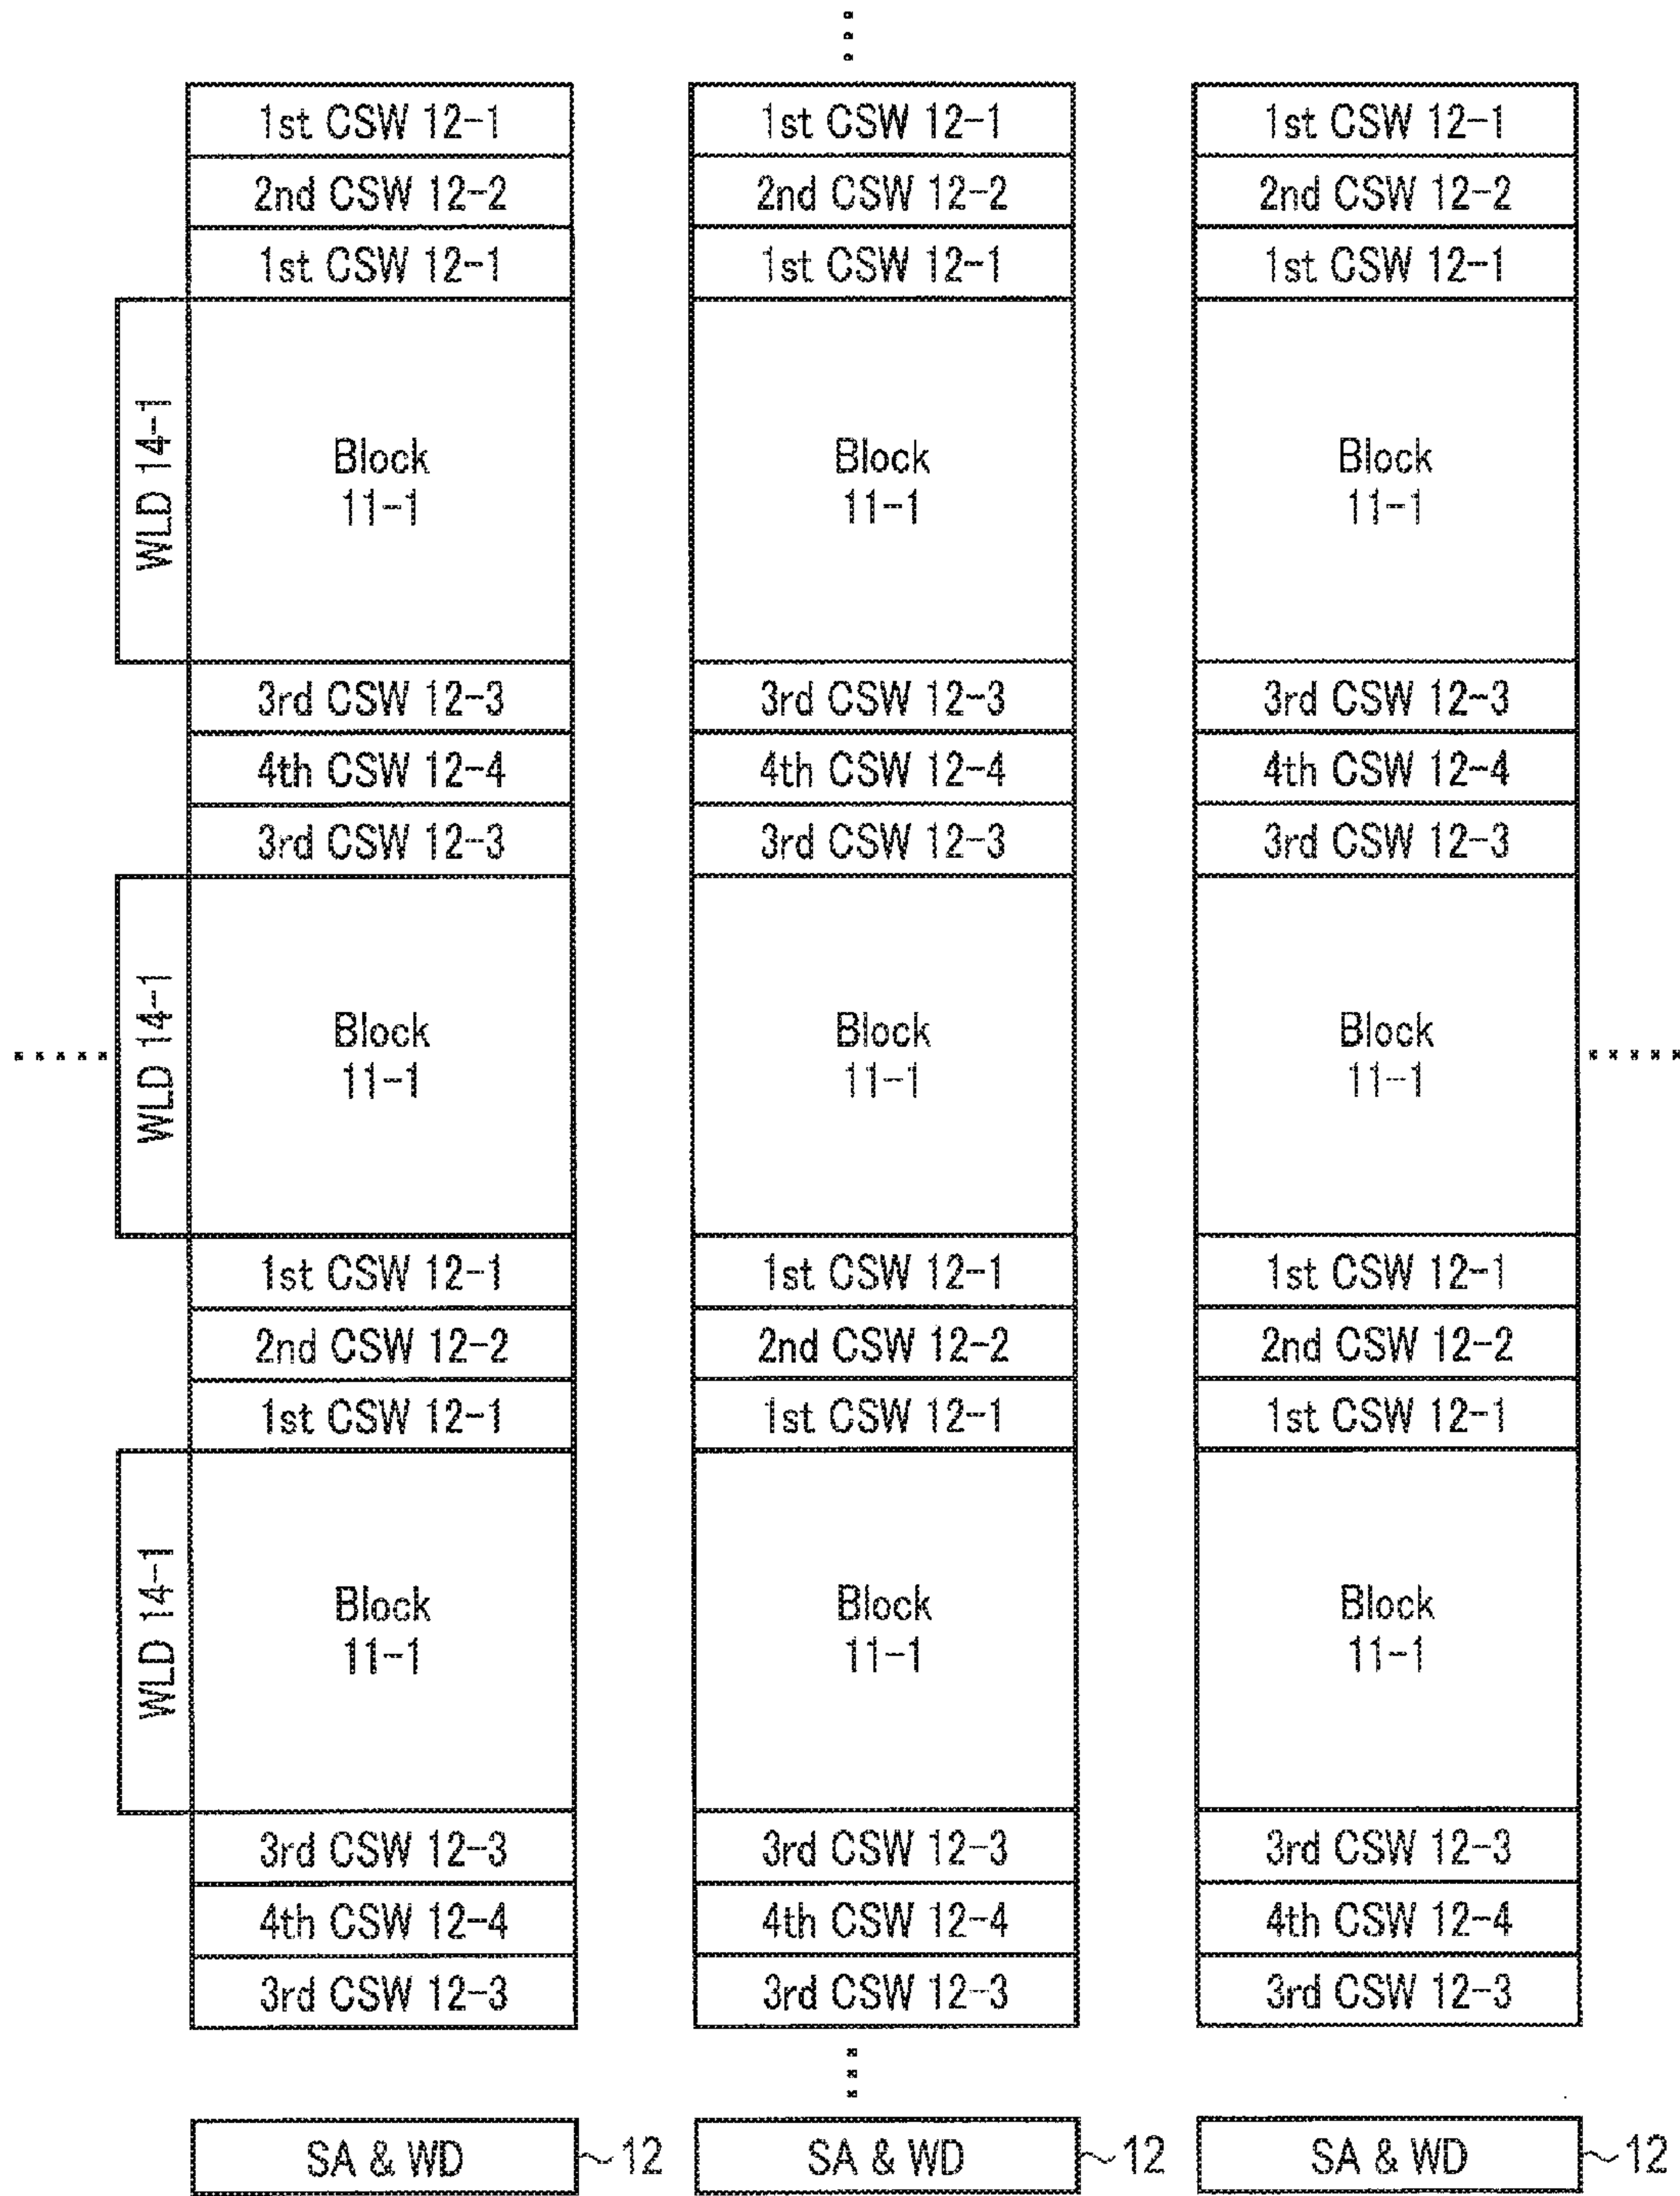 1st CSW 12-1 1st CSW 12-1 1st CSW 12-1
2nd CSW 12-2 2nd CSW 12-2 2nd CSW 12-2
1st CSW 12-1 1st CSW 12-1 1st CSW 12-1
WLD 14-1
Block Block Block
11-1 11-1 11-1
3rd CSW 12-3 3rd CSW 12-3 3rd CSW 12-3
4th CSW 12-4 4th CSW 12-4 4th CSW 12-4
3rd CSW 12-3 3rd CSW 12-3 3rd CSW 12-3
WLD 14-1
Block Block Block
11-1 11-1 11-1
1st CSW 12-1 1st CSW 12-1 1st CSW 12-1
2nd CSW 12-2 2nd CSW 12-2 2nd CSW 12-2
1st CSW 12-1 1st CSW 12-1 1st CSW 12-1
WLD 14-1
Block Block Block
11-1 11-1 11-1
3rd CSW 12-3 3rd CSW 12-3 3rd CSW 12-3
4th CSW 12-4 4th CSW 12-4 4th CSW 12-4
3rd CSW 12-3 3rd CSW 12-3 3rd CSW 12-3
SA & WD 12 SA & WD 12 SA & WD 12